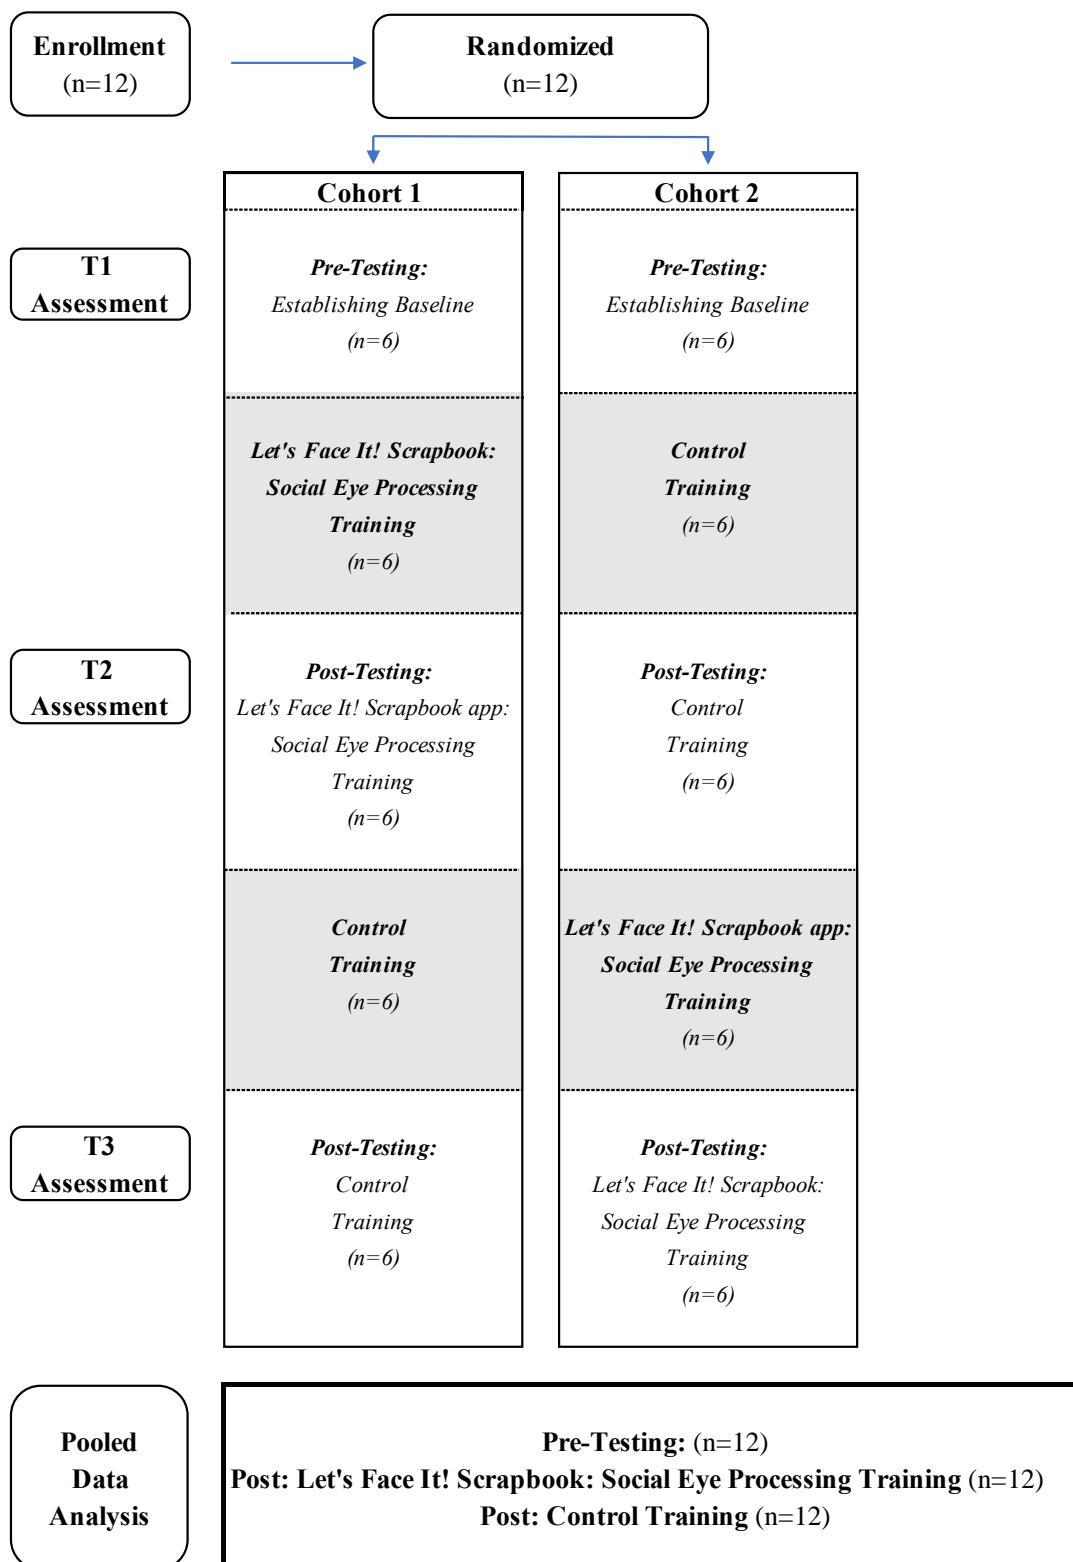 Enrollment
(n=12)
Randomized
(n=12)
Cohort 1
Cohort 2
T1
Assessment
Pre-Testing:
Establishing Baseline
(n=6)
Pre-Testing:
Establishing Baseline
(n=6)
Let's Face It! Scrapbook:
Social Eye Processing
Training
(n=6)
Control
Training
(n=6)
T2
Assessment
Post-Testing:
Let's Face It! Scrapbook app:
Social Eye Processing
Training
(n=6)
Post-Testing:
Control
Training
(n=6)
Control
Training
(n=6)
Let's Face It! Scrapbook app:
Social Eye Processing
Training
(n=6)
T3
Assessment
Post-Testing:
Control
Training
(n=6)
Post-Testing:
Let's Face It! Scrapbook:
Social Eye Processing
Training
(n=6)
Pooled
Data
Analysis
Pre-Testing: (n=12)
Post: Let's Face It! Scrapbook: Social Eye Processing Training (n=12)
Post: Control Training (n=12)